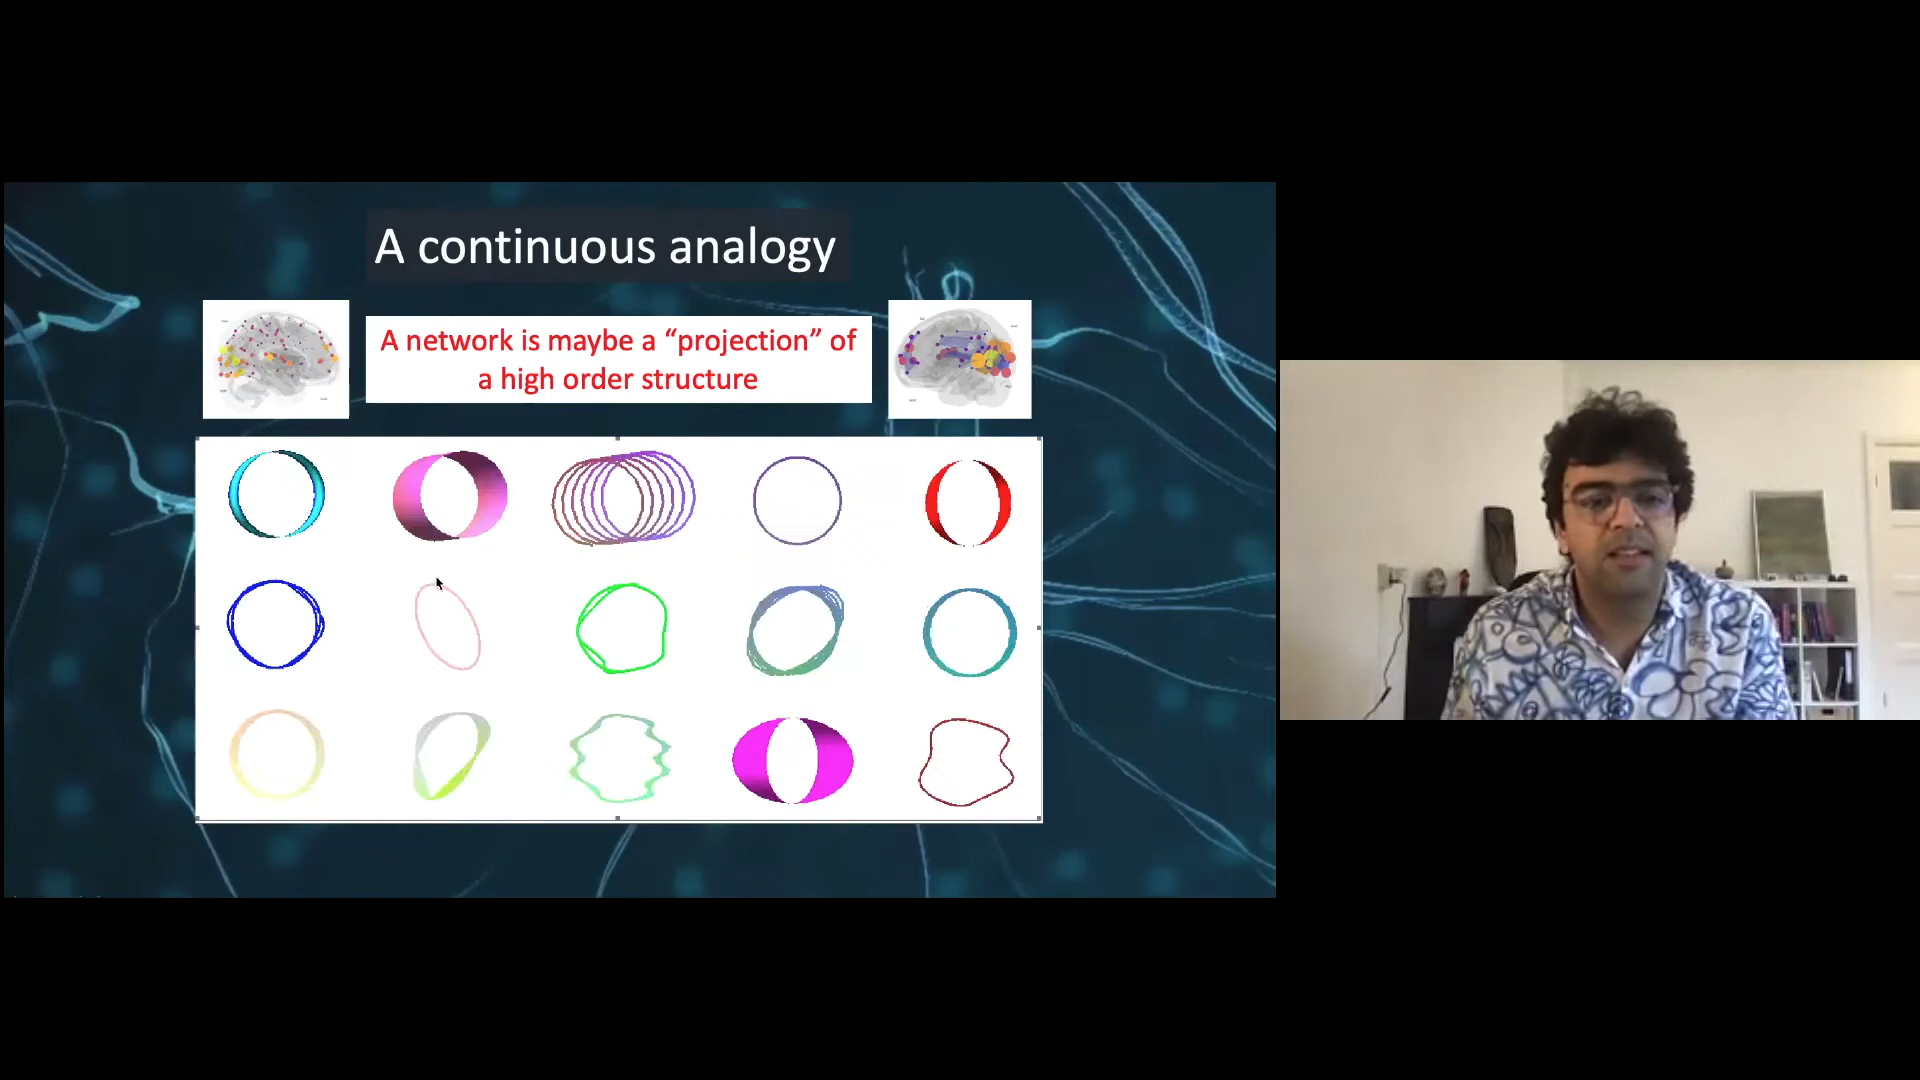 A continuous analogy
A network is maybe a “projection” of
a high order structure